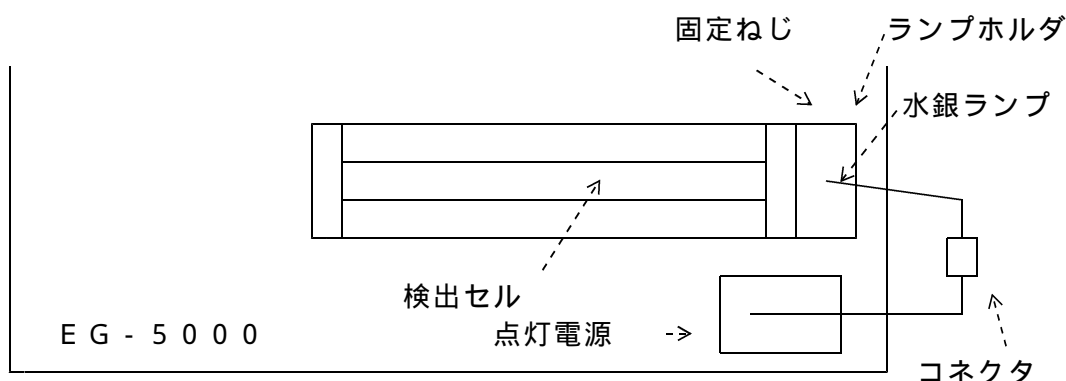 固定ねじ
ランプホルダ
水銀ランプ
検出セル
点灯電源
ＥＧ－５０００
コネクタ